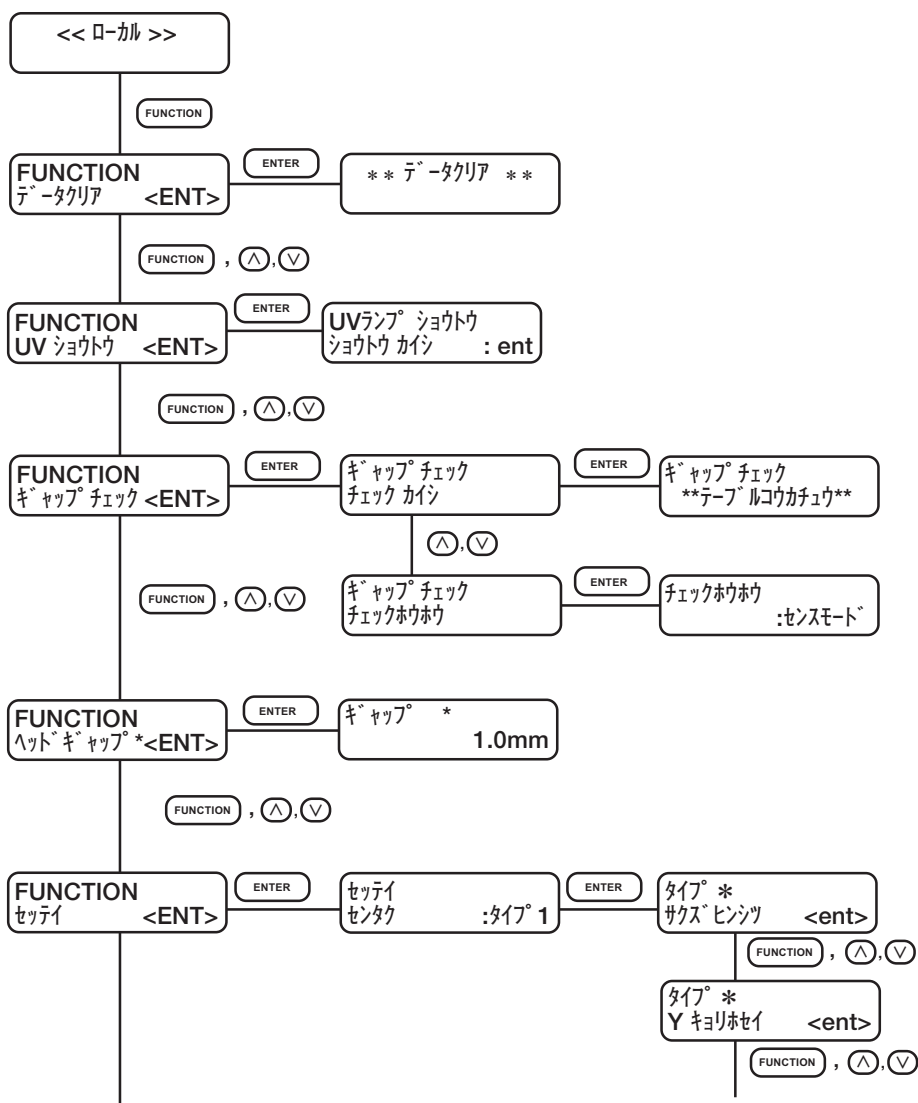 << ﾛｰｶﾙ >>
FUNCTION
FUNCTION
ﾃﾞｰﾀｸﾘｱ <ENT>
ENTER
** ﾃﾞｰﾀｸﾘｱ **
FUNCTION , ∧,∨
FUNCTION
UV ｼｮｳﾄｳ <ENT>
ENTER
UVﾗﾝﾌﾟ ｼｮｳﾄｳ
ｼｮｳﾄｳ ｶｲｼ : ent
FUNCTION , ∧,∨
FUNCTION
ｷﾞｬｯﾌﾟﾁｪｯｸ <ENT>
ENTER
ｷﾞｬｯﾌﾟﾁｪｯｸ
ﾁｪｯｸ ｶｲｼ
ENTER
ｷﾞｬｯﾌﾟﾁｪｯｸ
**ﾃｰﾌﾞﾙｺｳｶﾁｭｳ**
∧,∨
FUNCTION , ∧,∨
ｷﾞｬｯﾌﾟﾁｪｯｸ
ﾁｪｯｸﾎｳﾎｳ
ENTER
ﾁｪｯｸﾎｳﾎｳ
:ｾﾝｽﾓｰﾄﾞ
FUNCTION
ﾍｯﾄﾞｷﾞｬｯﾌﾟ*<ENT>
ENTER
ｷﾞｬｯﾌﾟ *
1.0mm
FUNCTION , ∧,∨
FUNCTION
ｾｯﾃｲ <ENT>
ENTER
ｾｯﾃｲ
ｾﾝﾀｸ :ﾀｲﾌﾟ1
ENTER
ﾀｲﾌﾟ *
ｻｸｽﾞﾋﾝｼﾂ <ent>
FUNCTION , ∧,∨
ﾀｲﾌﾟ *
Y ｷｮﾘﾎｾｲ <ent>
FUNCTION , ∧,∨